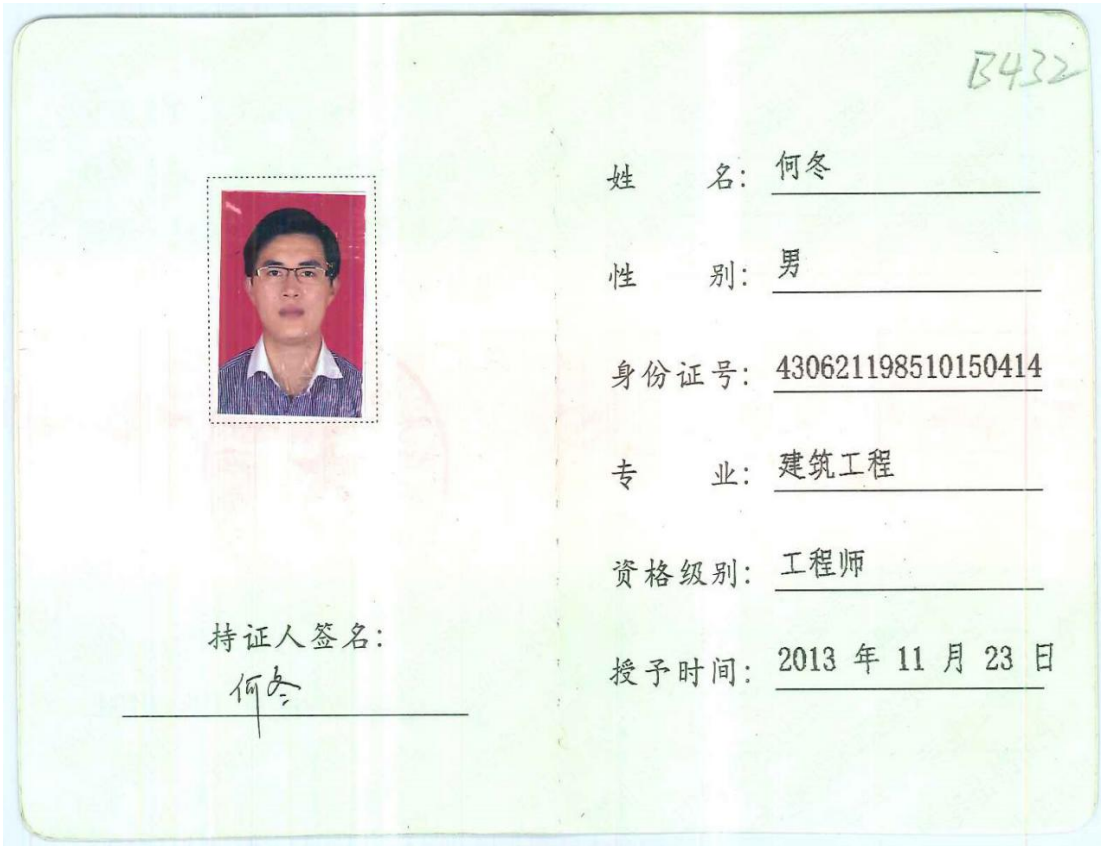 B432
姓 名: 何冬
性 别: 男
身份证号: 430621198510150414
专 业: 建筑工程
资格级别: 工程师
授予时间: 2013 年 11 月 23 日
持证人签名:
何冬